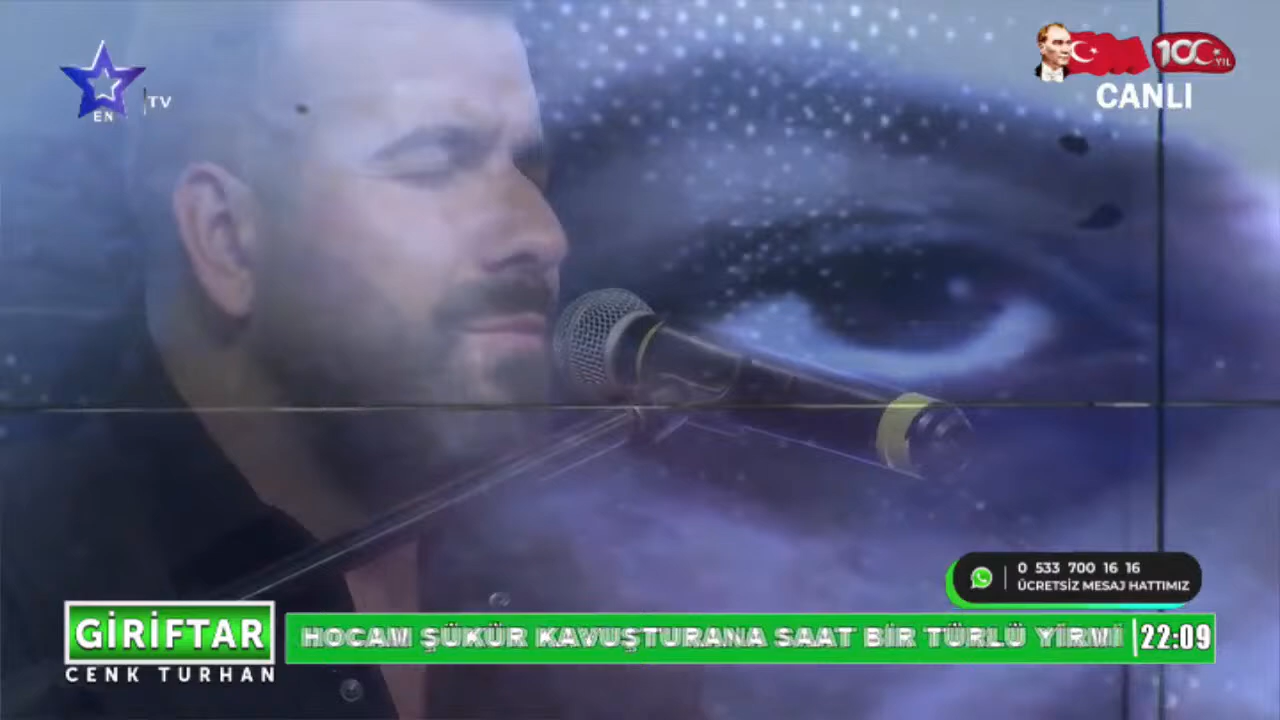 EN TV
100 YIL
CANLI
0 533 700 16 16
ÜCRETSİZ MESAJ HATTIMIZ
GİRİFTAR
CENK TURHAN
HOCAM ŞÜKÜR KAVUŞTURANA SAAT BİR TÜRLÜ YİRMİ
22:09